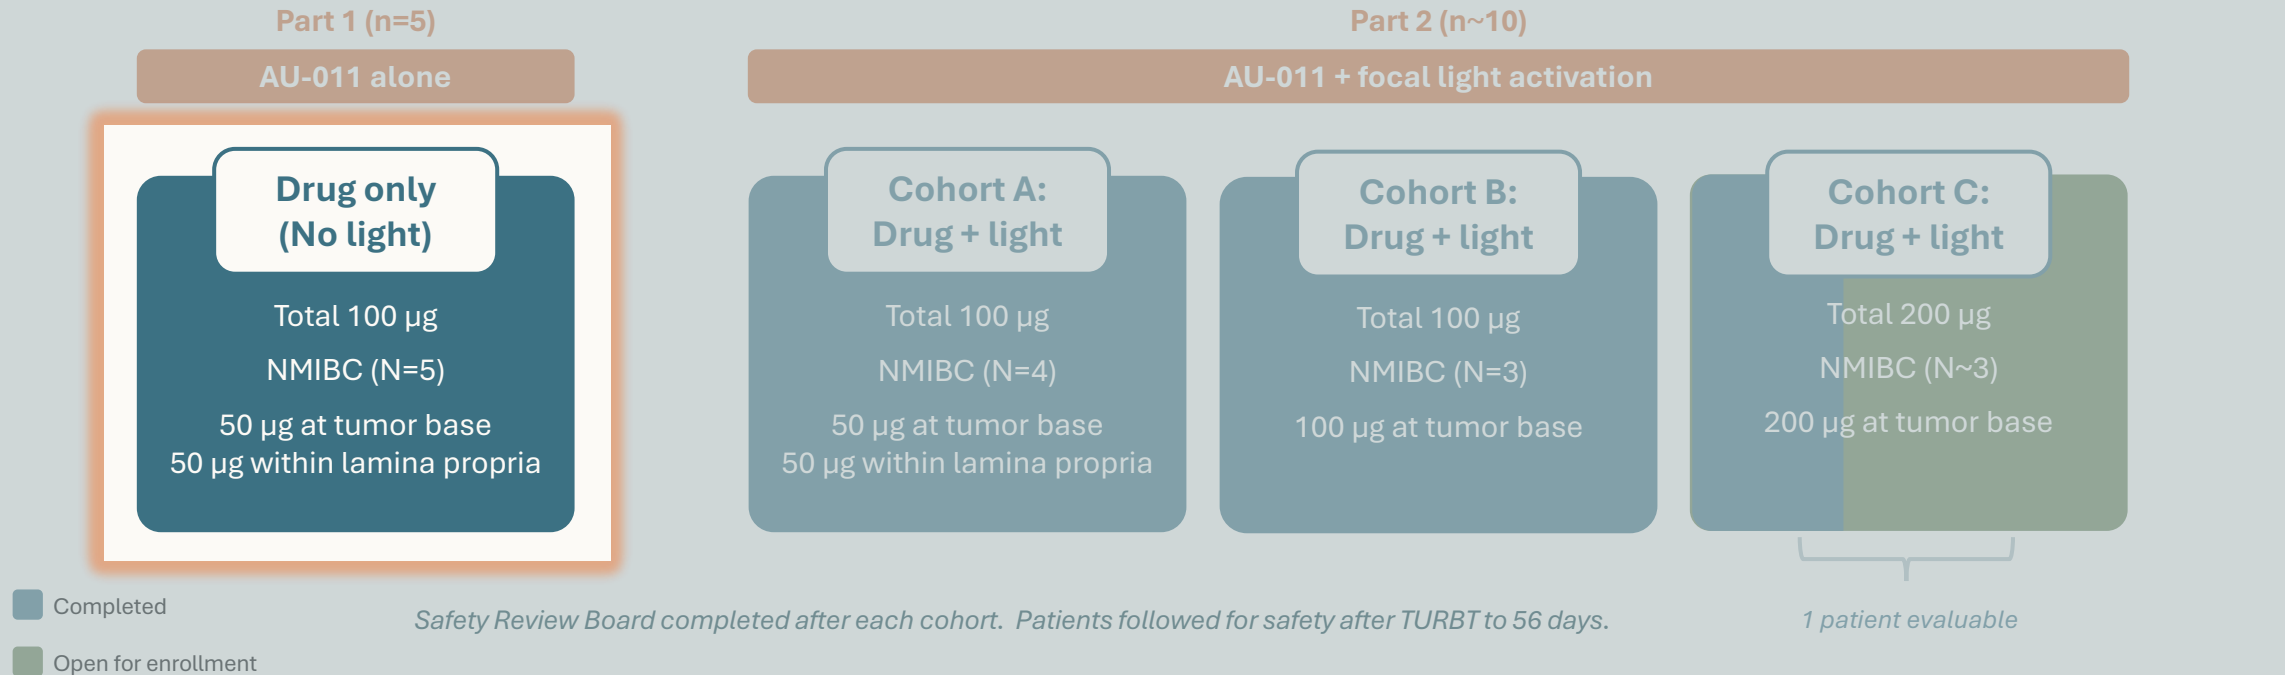 Part 1 (n=5)
AU-011 alone
Drug only
(No light)
Total 100 µg
NMIBC (N=5)
50 µg at tumor base
50 µg within lamina propria
Part 2 (n~10)
AU-011 + focal light activation
Cohort A:
Drug + light
Total 100 µg
NMIBC (N=4)
50 µg at tumor base
50 µg within lamina propria
Cohort B:
Drug + light
Total 100 µg
NMIBC (N=3)
100 µg at tumor base
Cohort C:
Drug + light
Total 200 µg
NMIBC (N~3)
200 µg at tumor base
1 patient evaluable
Completed
Open for enrollment
Safety Review Board completed after each cohort. Patients followed for safety after TURBT to 56 days.